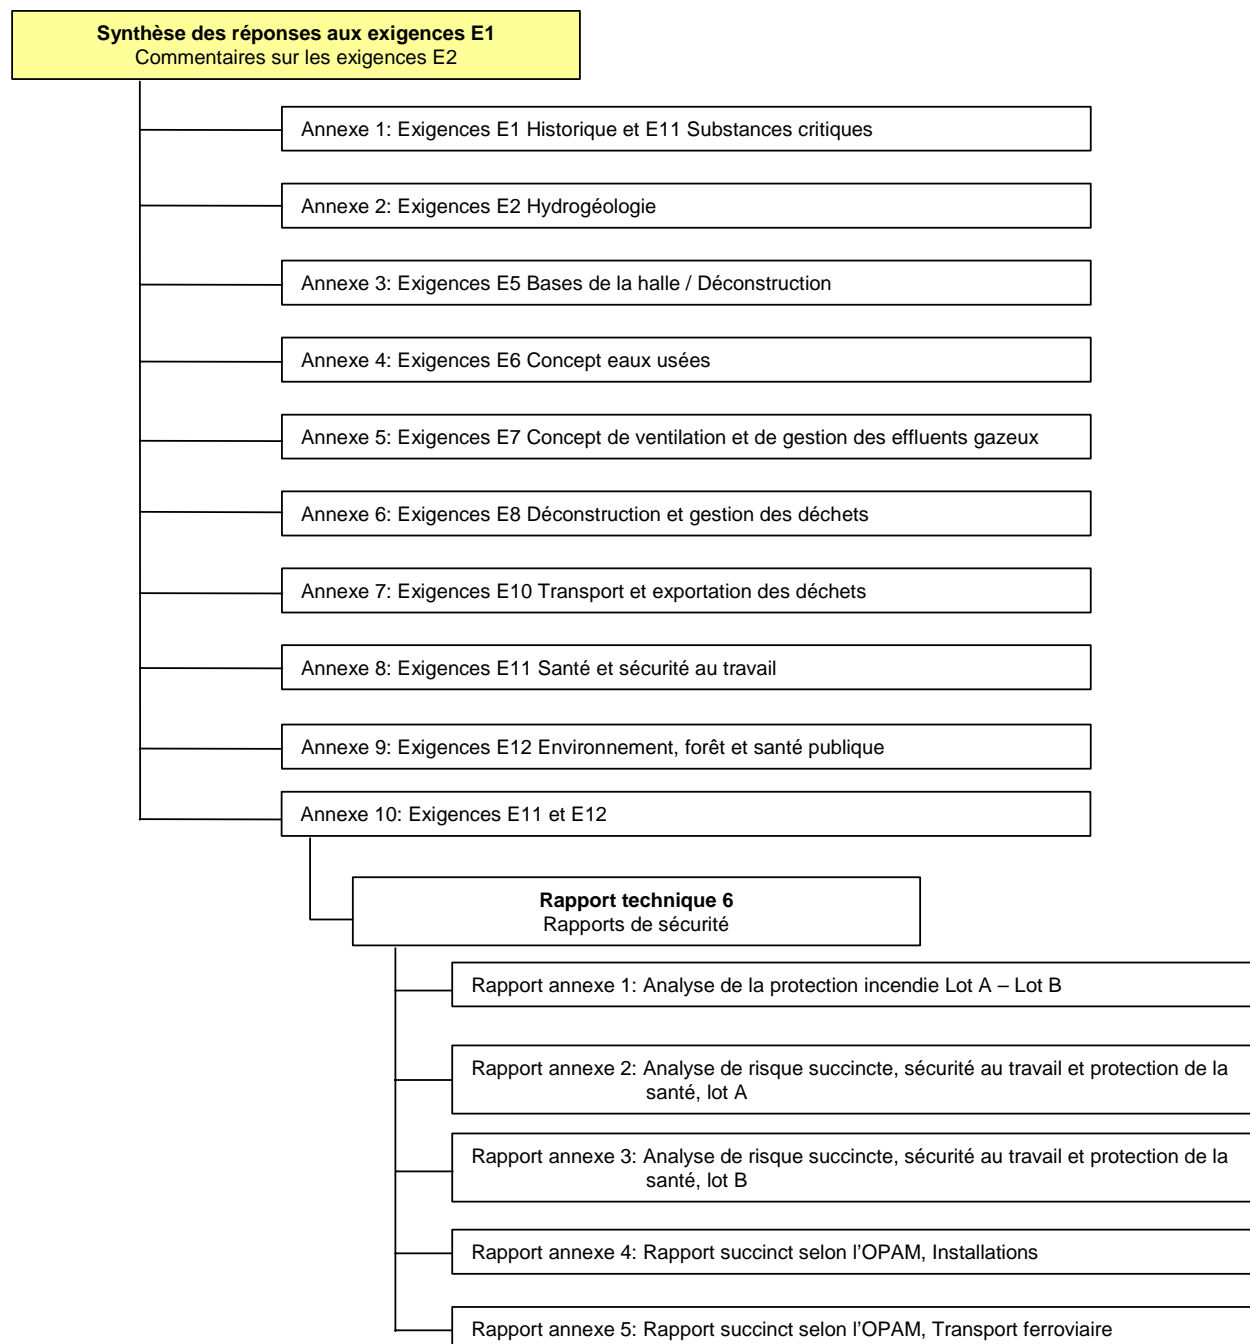 Synthèse des réponses aux exigences E1
Commentaires sur les exigences E2
Annexe 1: Exigences E1 Historique et E11 Substances critiques
Annexe 2: Exigences E2 Hydrogéologie
Annexe 3: Exigences E5 Bases de la halle / Déconstruction
Annexe 4: Exigences E6 Concept eaux usées
Annexe 5: Exigences E7 Concept de ventilation et de gestion des effluents gazeux
Annexe 6: Exigences E8 Déconstruction et gestion des déchets
Annexe 7: Exigences E10 Transport et exportation des déchets
Annexe 8: Exigences E11 Santé et sécurité au travail
Annexe 9: Exigences E12 Environnement, forêt et santé publique
Annexe 10: Exigences E11 et E12
Rapport technique 6
Rapports de sécurité
Rapport annexe 1: Analyse de la protection incendie Lot A – Lot B
Rapport annexe 2: Analyse de risque succincte, sécurité au travail et protection de la
santé, lot A
Rapport annexe 3: Analyse de risque succincte, sécurité au travail et protection de la
santé, lot B
Rapport annexe 4: Rapport succinct selon l’OPAM, Installations
Rapport annexe 5: Rapport succinct selon l’OPAM, Transport ferroviaire